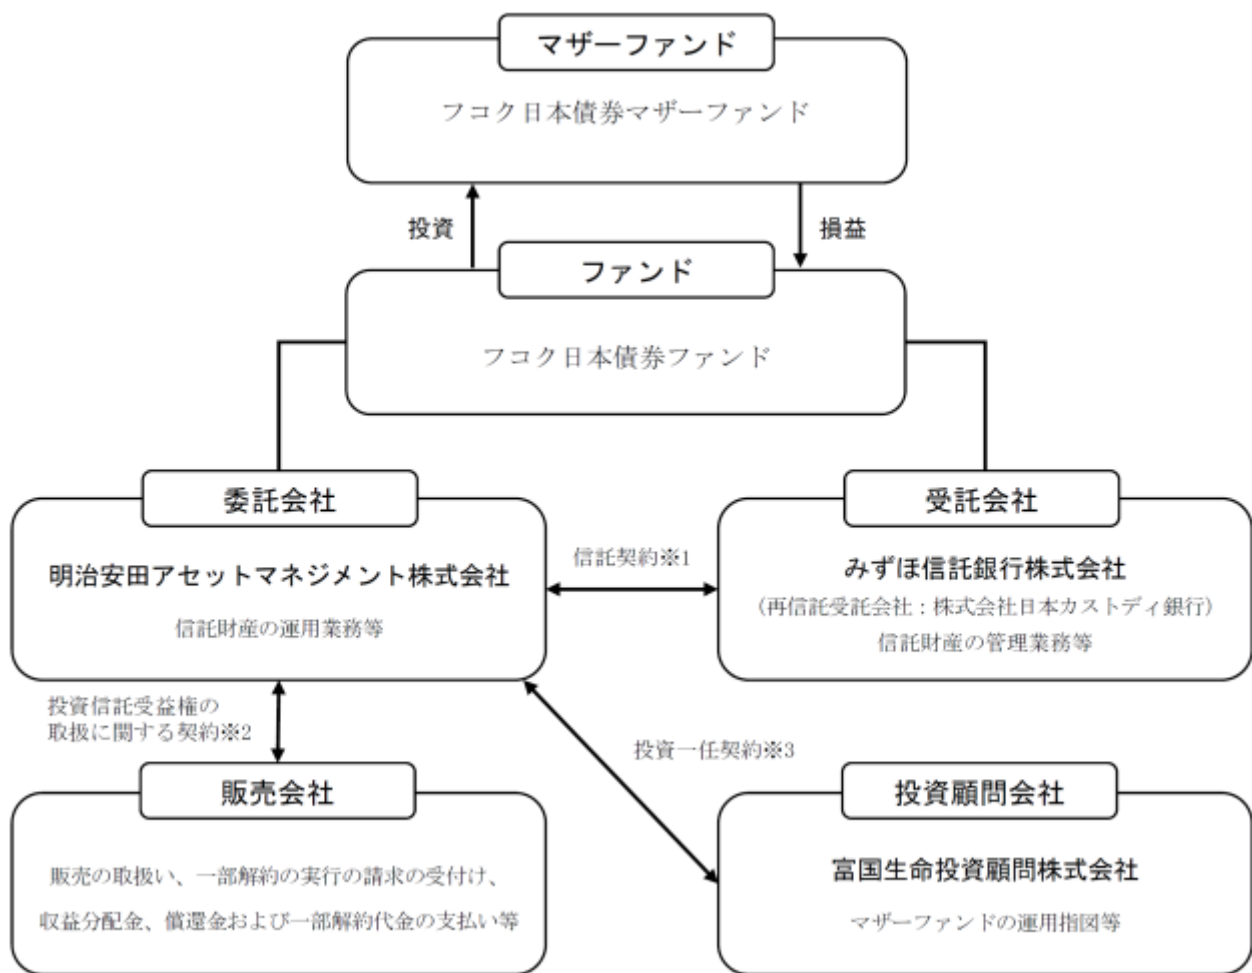 マザーファンド
フコク日本債券マザーファンド
投資
損益
ファンド
フコク日本債券ファンド
委託会社
明治安田アセットマネジメント株式会社
信託財産の運用業務等
信託契約※1
受託会社
みずほ信託銀行株式会社
(再信託受託会社:株式会社日本カストディ銀行)
信託財産の管理業務等
投資信託受益権の
取扱に関する契約※2
投資一任契約※3
販売会社
販売の取扱い、一部解約の実行の請求の受付け、
収益分配金、償還金および一部解約代金の支払い等
投資顧問会社
富国生命投資顧問株式会社
マザーファンドの運用指図等